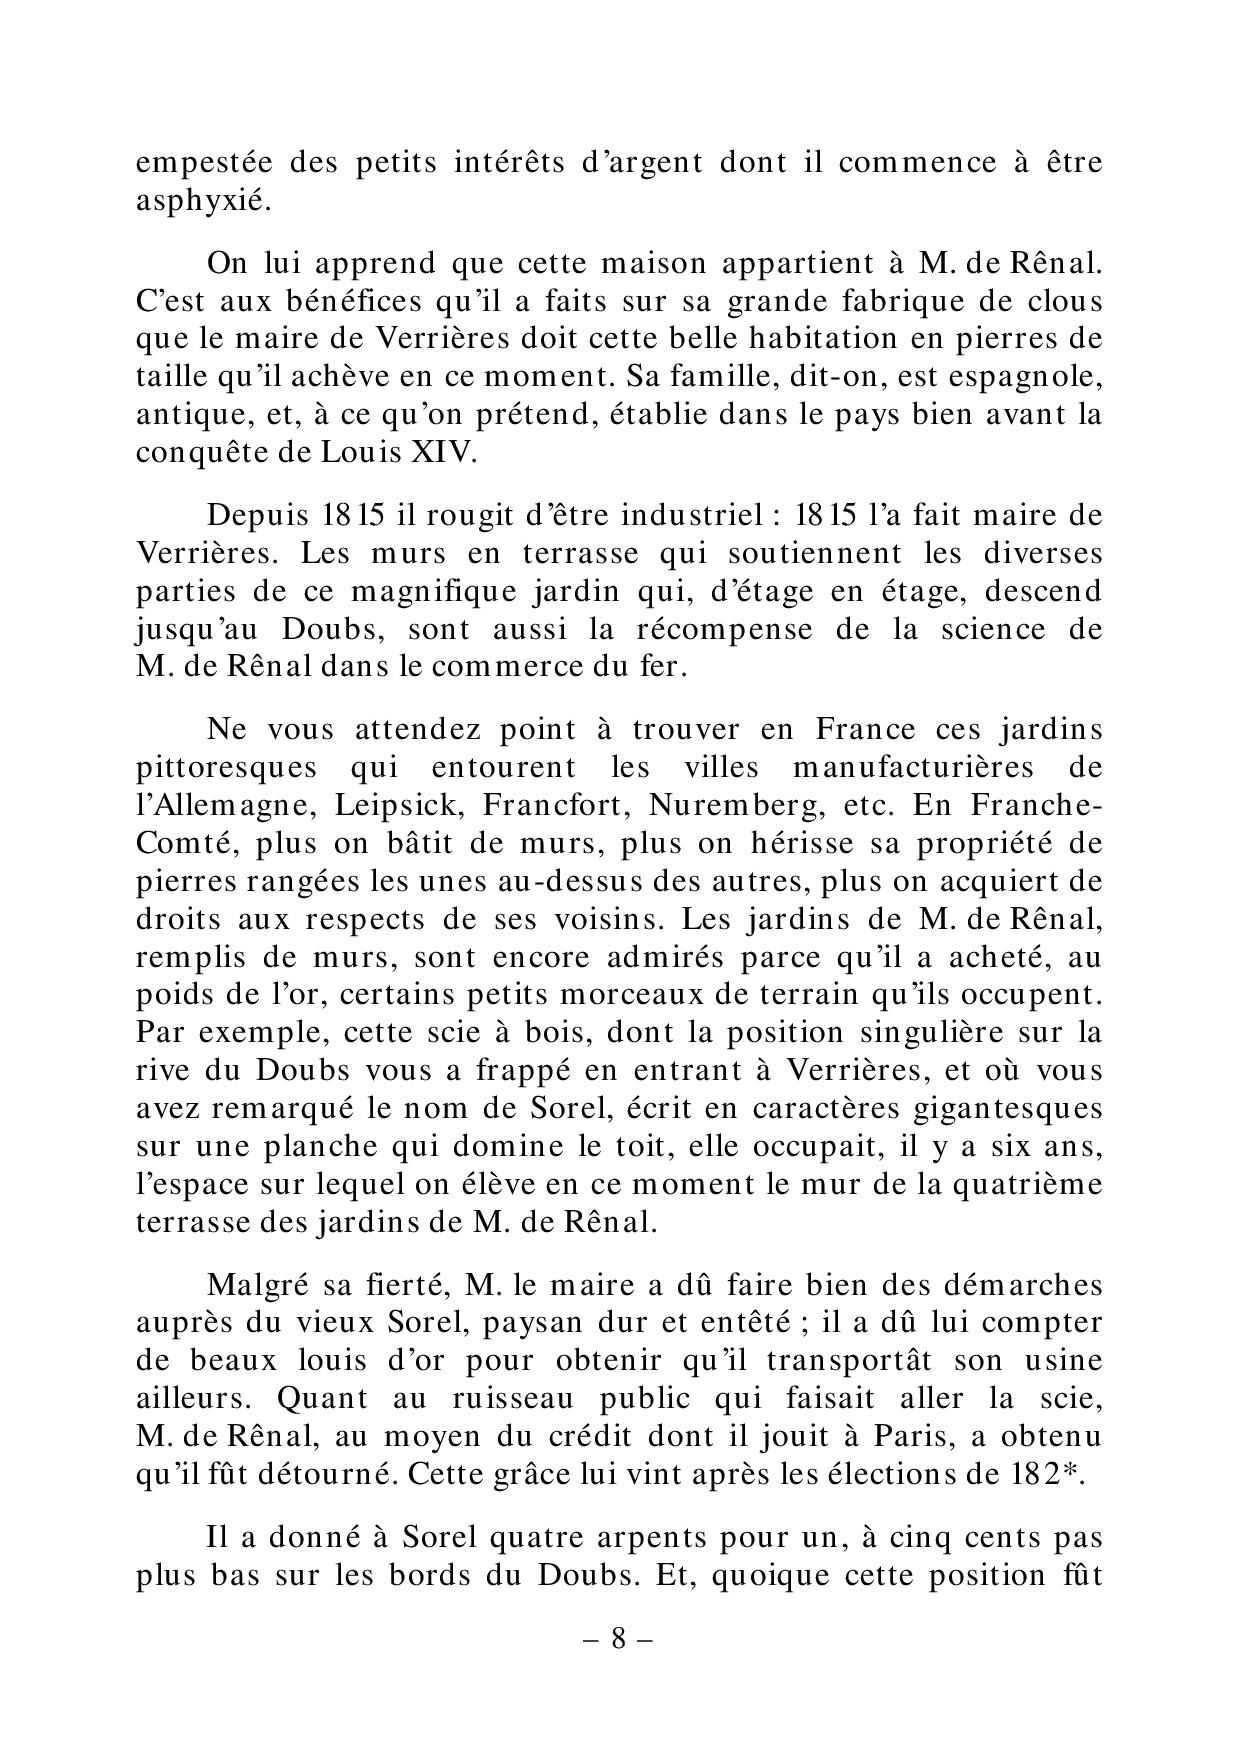 empestée des petits intérêts d’argent dont il commence à être
asphyxié.
On lui apprend que cette maison appartient à M. de Rênal.
C’est aux bénéfices qu’il a faits sur sa grande fabrique de clous
que le maire de Verrières doit cette belle habitation en pierres de
taille qu’il achève en ce moment. Sa famille, dit-on, est espagnole,
antique, et, à ce qu’on prétend, établie dans le pays bien avant la
conquête de Louis XIV.
Depuis 1815 il rougit d’être industriel : 1815 l’a fait maire de
Verrières. Les murs en terrasse qui soutiennent les diverses
parties de ce magnifique jardin qui, d’étage en étage, descend
jusqu’au Doubs, sont aussi la récompense de la science de
M. de Rênal dans le commerce du fer.
Ne vous attendez point à trouver en France ces jardins
pittoresques qui entourent les villes manufacturières de
l’Allemagne, Leipsick, Francfort, Nuremberg, etc. En Franche-
Comté, plus on bâtit de murs, plus on hérisse sa propriété de
pierres rangées les unes au-dessus des autres, plus on acquiert de
droits aux respects de ses voisins. Les jardins de M. de Rênal,
remplis de murs, sont encore admirés parce qu’il a acheté, au
poids de l’or, certains petits morceaux de terrain qu’ils occupent.
Par exemple, cette scie à bois, dont la position singulière sur la
rive du Doubs vous a frappé en entrant à Verrières, et où vous
avez remarqué le nom de Sorel, écrit en caractères gigantesques
sur une planche qui domine le toit, elle occupait, il y a six ans,
l’espace sur lequel on élève en ce moment le mur de la quatrième
terrasse des jardins de M. de Rênal.
Malgré sa fierté, M. le maire a dû faire bien des démarches
auprès du vieux Sorel, paysan dur et entêté ; il a dû lui compter
de beaux louis d’or pour obtenir qu’il transportât son usine
ailleurs. Quant au ruisseau public qui faisait aller la scie,
M. de Rênal, au moyen du crédit dont il jouit à Paris, a obtenu
qu’il fût détourné. Cette grâce lui vint après les élections de 182*.
Il a donné à Sorel quatre arpents pour un, à cinq cents pas
plus bas sur les bords du Doubs. Et, quoique cette position fût
– 8 –